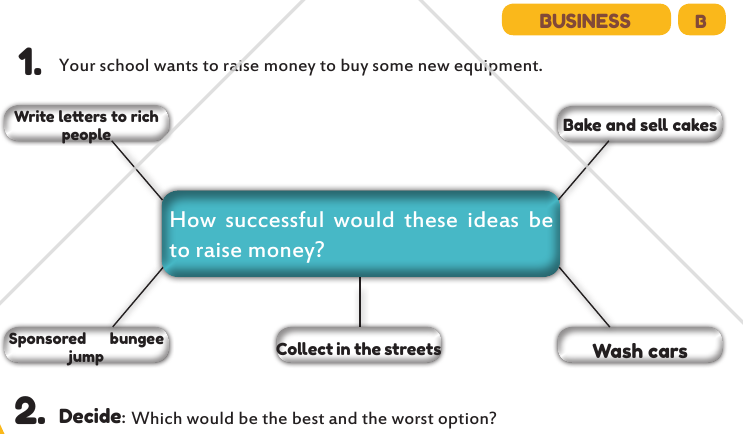 BUSINESS B
1. Your school wants to raise money to buy some new equipment.
Write letters to rich
people
Bake and sell cakes
How successful would these ideas be
to raise money?
Sponsored bungee
jump
Collect in the streets
Wash cars
2. Decide: Which would be the best and the worst option?